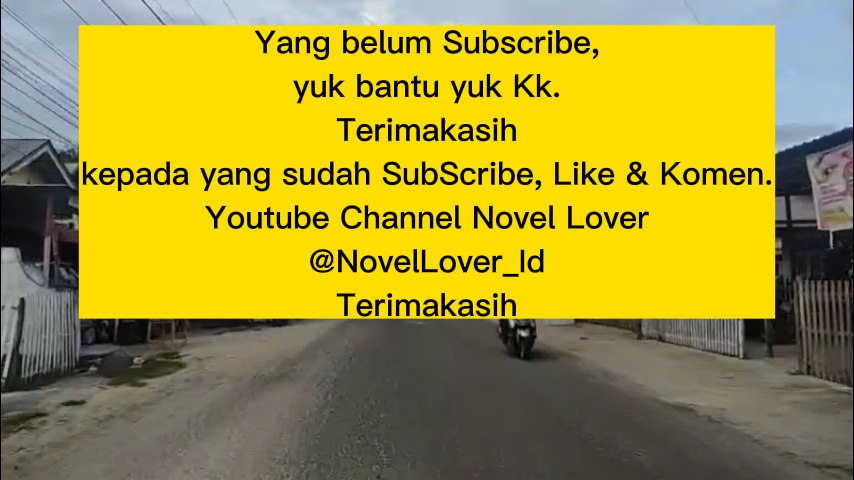 Yang belum Subscribe,
yuk bantu yuk Kk.
Terimakasih
kepada yang sudah SubScribe, Like & Komen.
Youtube Channel Novel Lover
@NovelLover_Id
Terimakasih